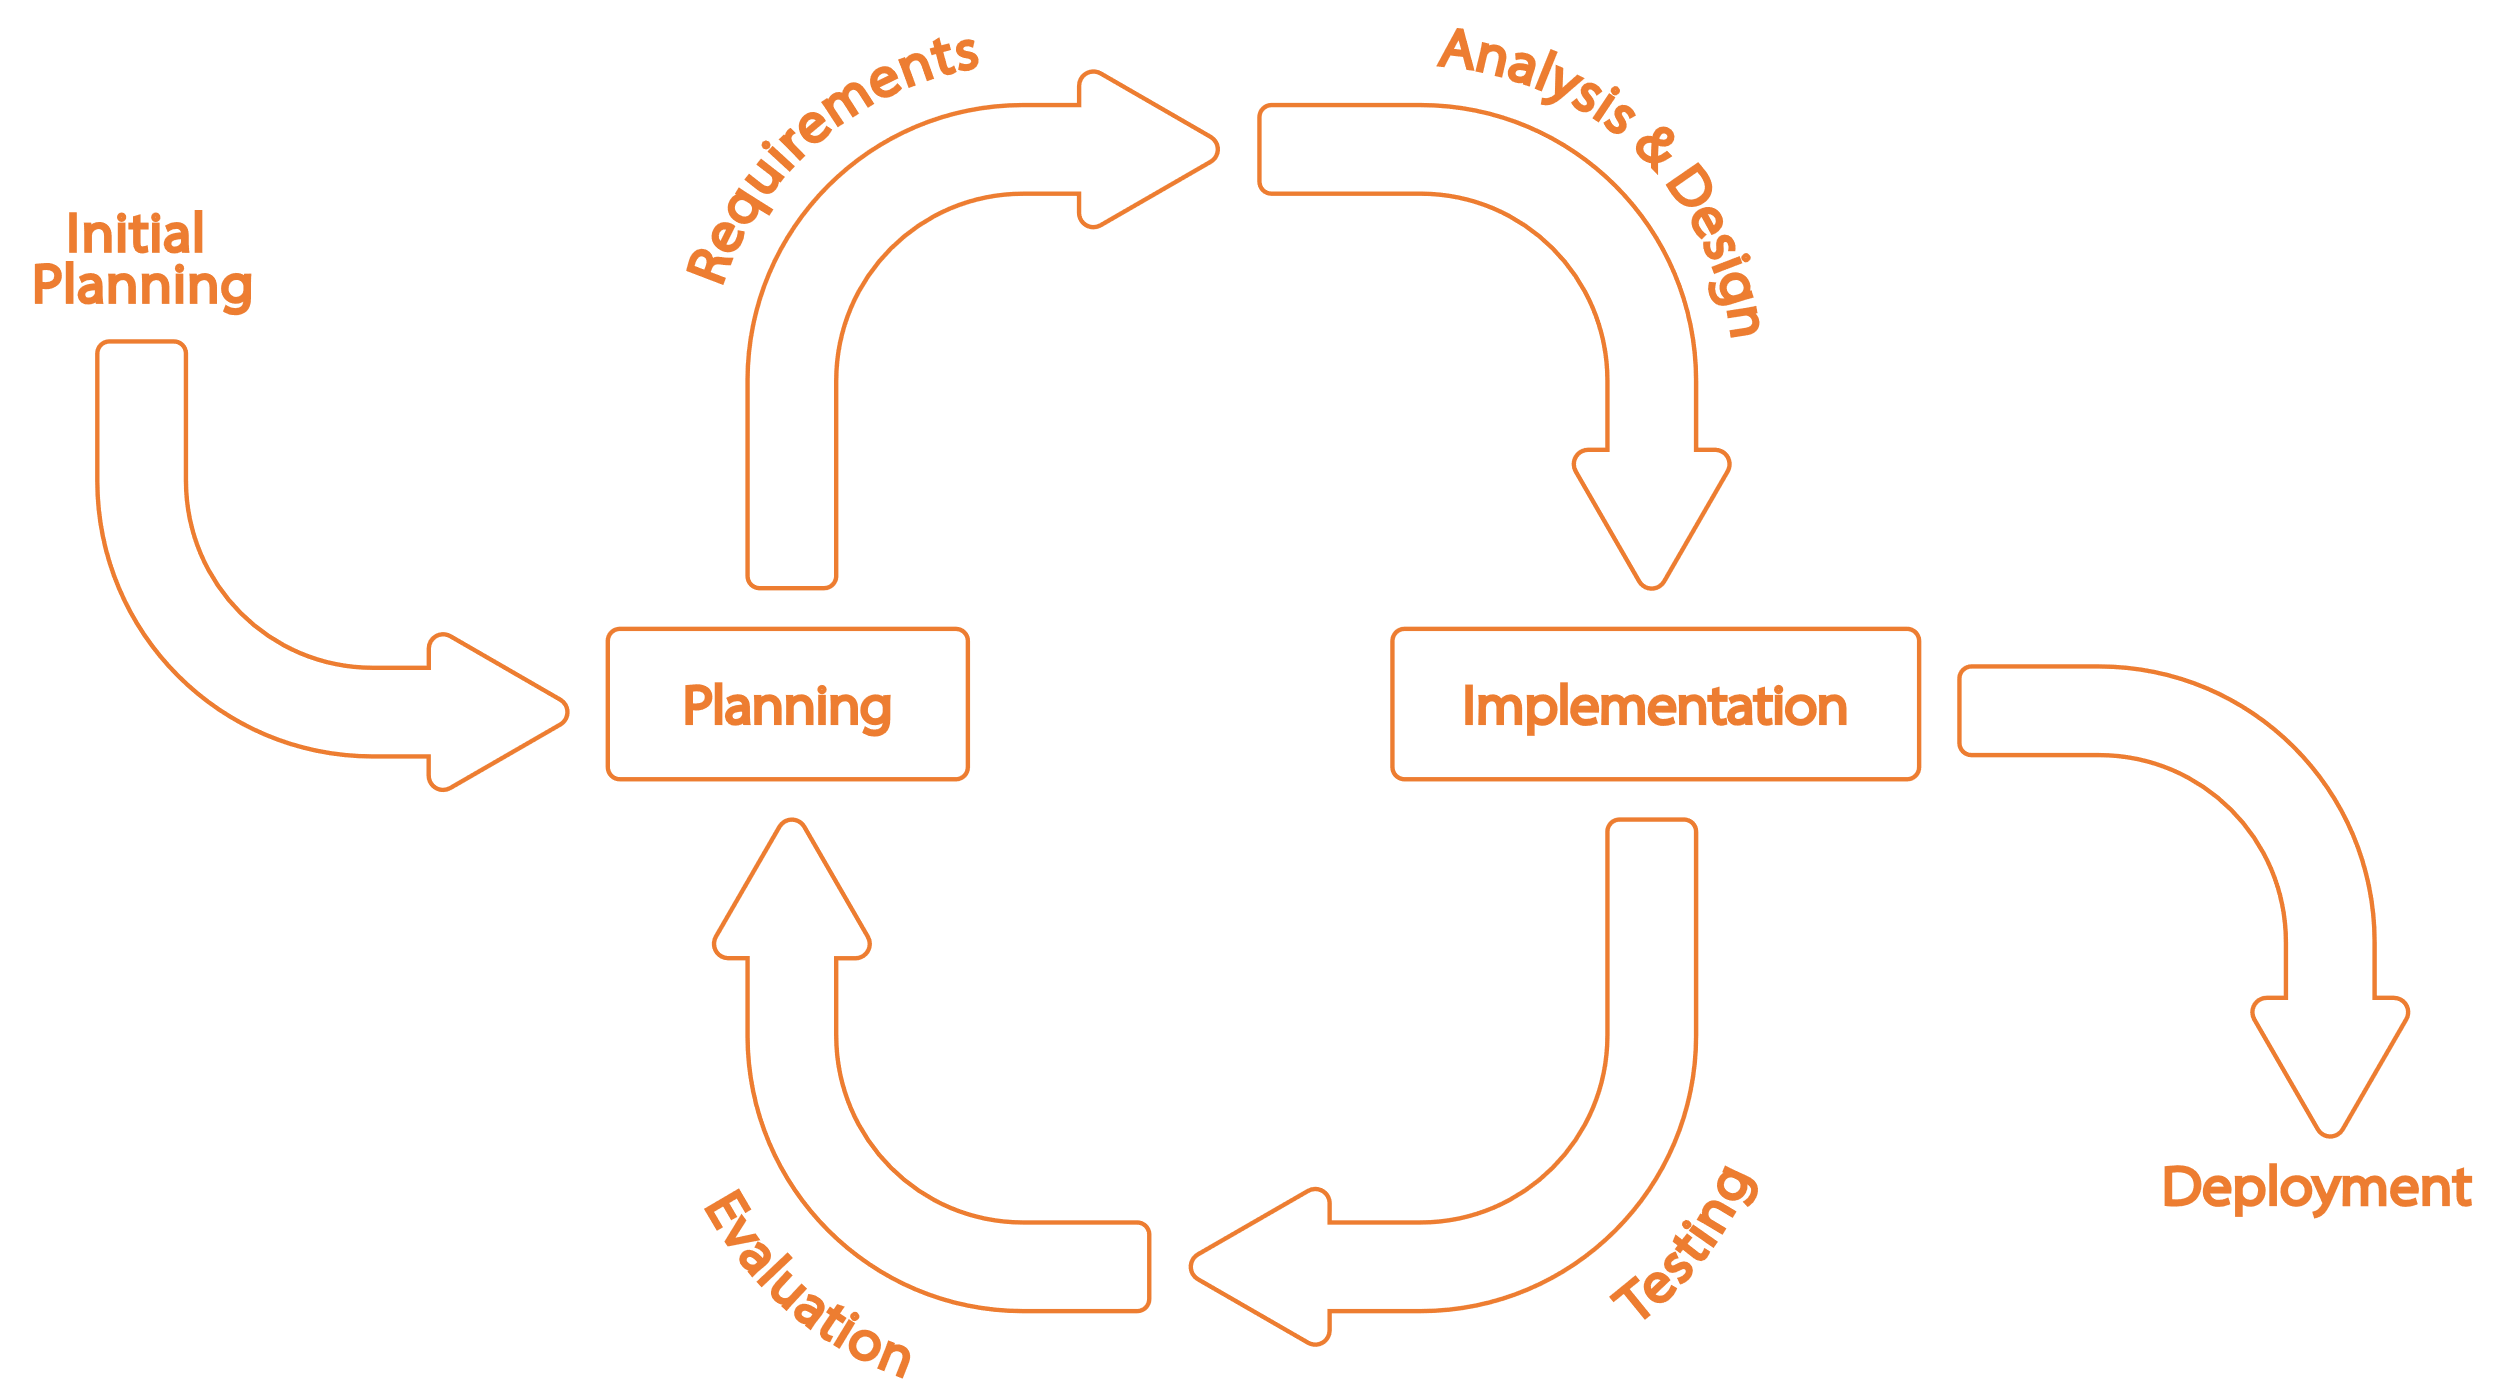 Initial
Planning
Requirements
Analysis & Design
Planning
Implementation
Evaluation
Testing
Deployment